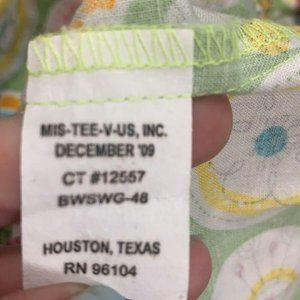 MIS-TEE-V-US, INC.
DECEMBER '09
CT #12557
BWSWG-48
HOUSTON, TEXAS
RN 96104